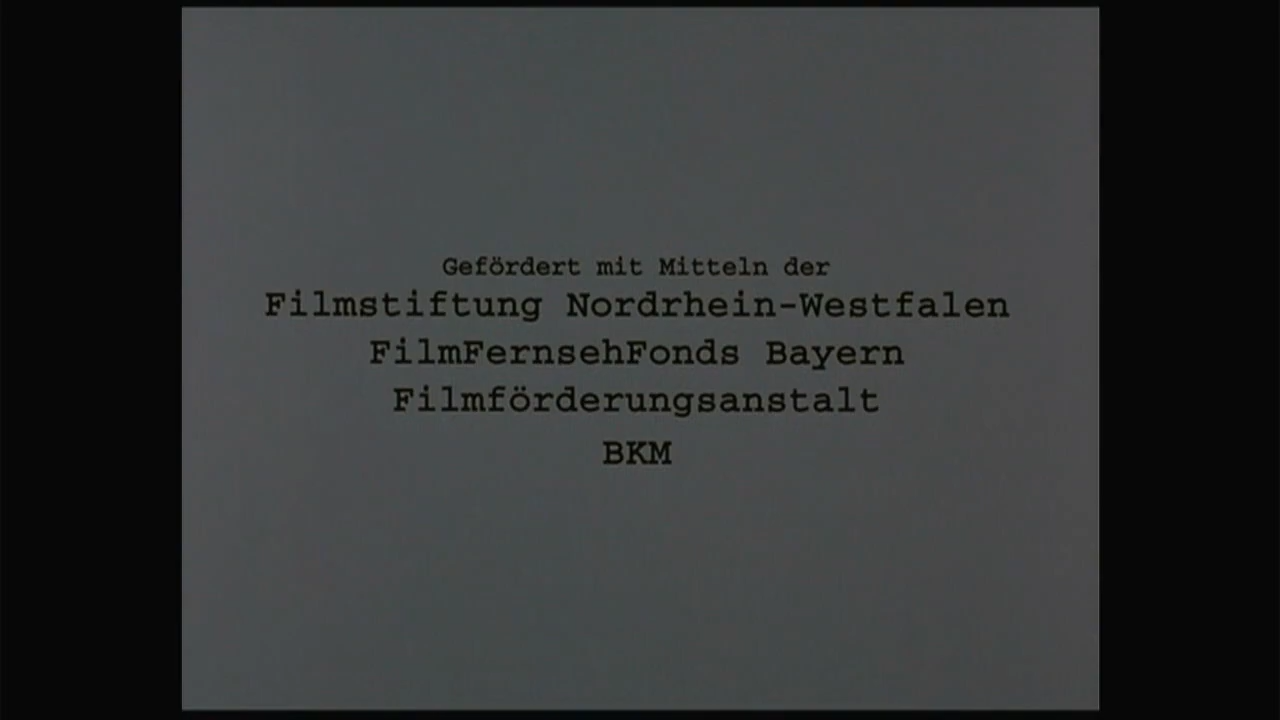 Gefördert mit Mitteln der
Filmstiftung Nordrhein-Westfalen
FilmFernsehFonds Bayern
Filmförderungsanstalt
BKM